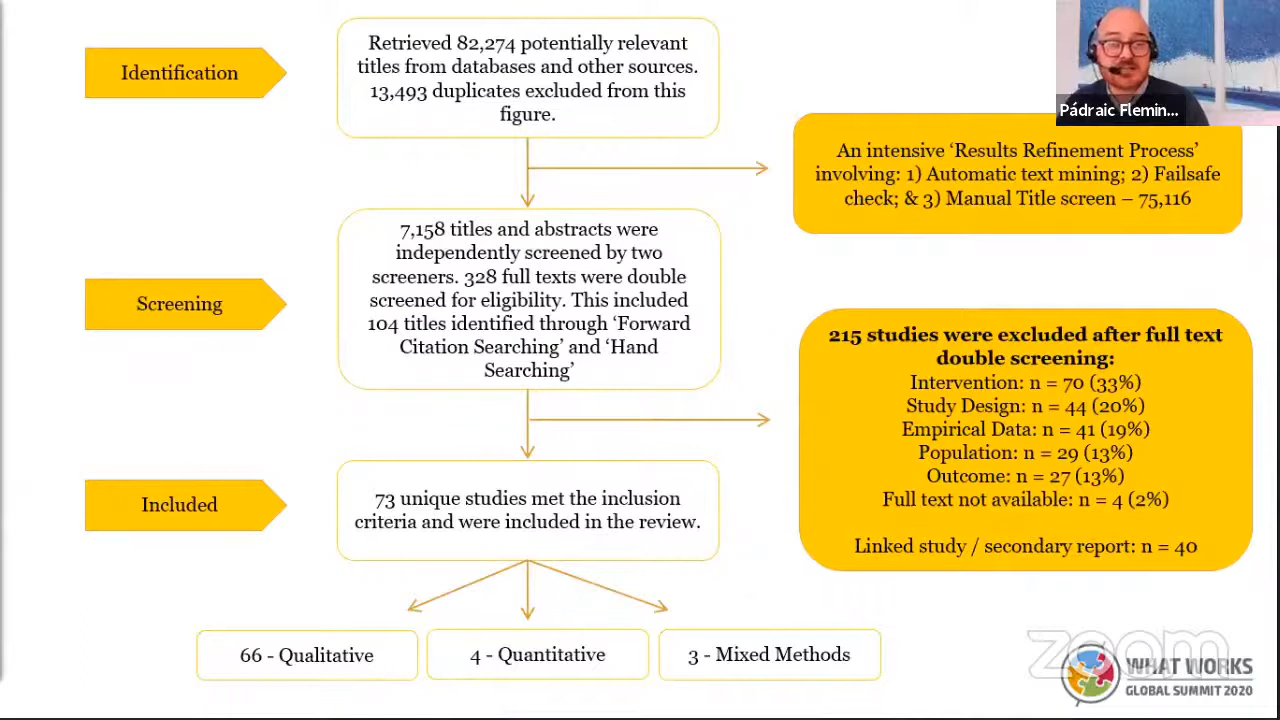 Identification
Retrieved 82,274 potentially relevant
titles from databases and other sources.
13,493 duplicates excluded from this
figure.
Pádraic Flemin...
An intensive ‘Results Refinement Process’
involving: 1) Automatic text mining; 2) Failsafe
check; & 3) Manual Title screen – 75,116
Screening
7,158 titles and abstracts were
independently screened by two
screeners. 328 full texts were double
screened for eligibility. This included
104 titles identified through ‘Forward
Citation Searching’ and ‘Hand
Searching’
215 studies were excluded after full text
double screening:
Intervention: n = 70 (33%)
Study Design: n = 44 (20%)
Empirical Data: n = 41 (19%)
Population: n = 29 (13%)
Outcome: n = 27 (13%)
Full text not available: n = 4 (2%)
Linked study / secondary report: n = 40
Included
73 unique studies met the inclusion
criteria and were included in the review.
66 - Qualitative
4 - Quantitative
3 - Mixed Methods
zoom
WHAT WORKS
GLOBAL SUMMIT 2020